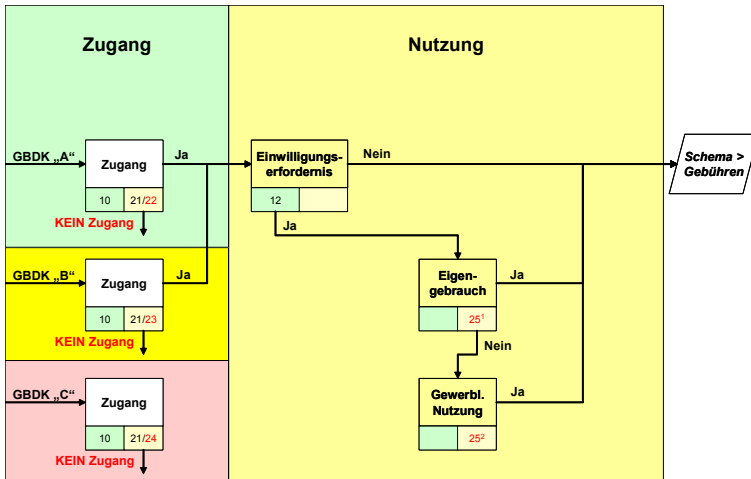 Zugang
Nutzung
GBDK „A“
Zugang
Ja
10
21/22
KEIN Zugang
Einwilligungs-
erfordernis
Nein
12
Ja
Schema >
Gebühren
GBDK „B“
Zugang
Ja
10
21/23
KEIN Zugang
Eigen-
gebrauch
Ja
25¹
Nein
GBDK „C“
Zugang
10
21/24
KEIN Zugang
Gewerbl.
Nutzung
Ja
25²